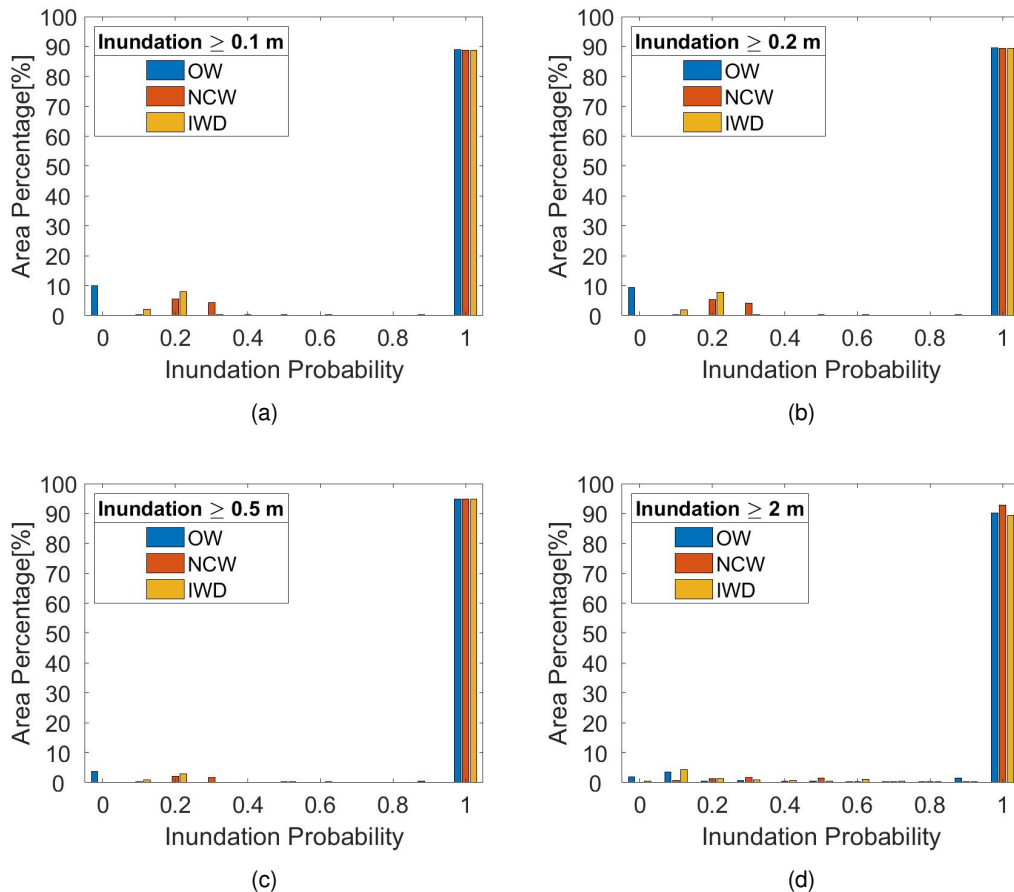 100
90
80
70
60
50
40
30
20
10
0
Area Percentage[%]
Inundation ≥ 0.1 m
OW
NCW
IWD
0 0.2 0.4 0.6 0.8 1
Inundation Probability
(a)
100
90
80
70
60
50
40
30
20
10
0
Area Percentage[%]
Inundation ≥ 0.2 m
OW
NCW
IWD
0 0.2 0.4 0.6 0.8 1
Inundation Probability
(b)
100
90
80
70
60
50
40
30
20
10
0
Area Percentage[%]
Inundation ≥ 0.5 m
OW
NCW
IWD
0 0.2 0.4 0.6 0.8 1
Inundation Probability
(c)
100
90
80
70
60
50
40
30
20
10
0
Area Percentage[%]
Inundation ≥ 2 m
OW
NCW
IWD
0 0.2 0.4 0.6 0.8 1
Inundation Probability
(d)